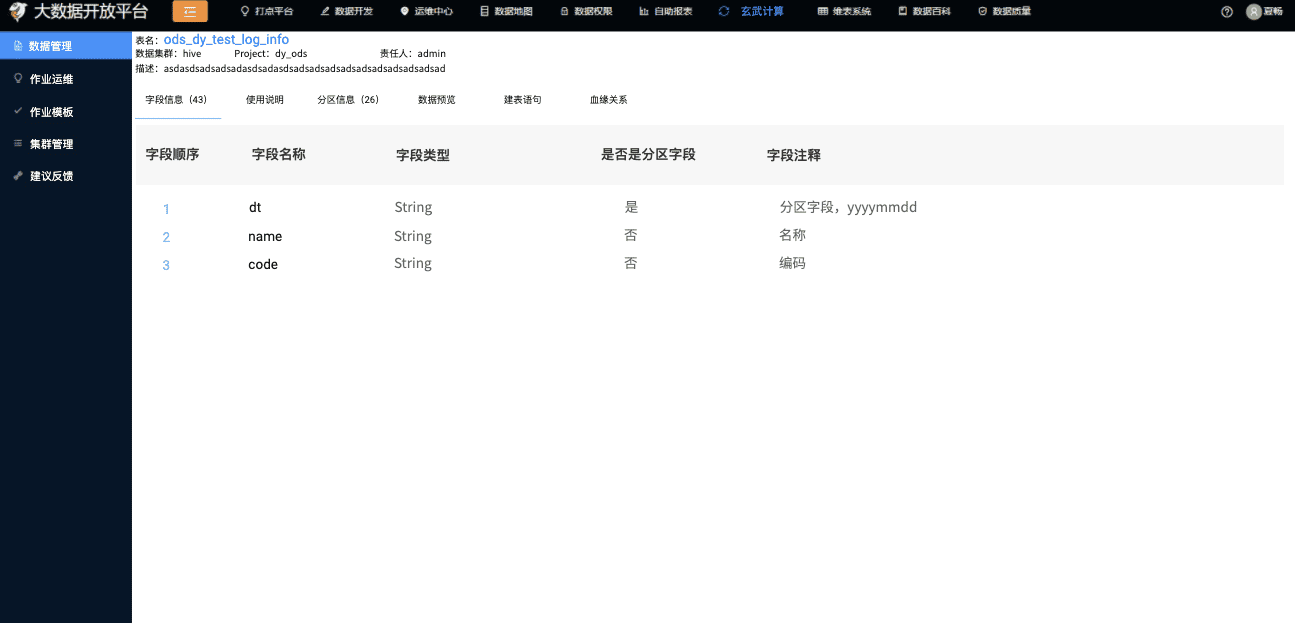 大数据开放平台 打点平台 数据开发 运维中心 数据地图 数据权限 自助报表 玄武计算 维表系统 数据百科 数据质量 夏畅
数据管理
作业运维
作业模板
集群管理
建议反馈
表名：ods_dy_test_log_info
数据集群：hive Project：dy_ods 责任人：admin
描述：asdasdsadsadsadasdsadasdsadsadsadsadsadsadsadsadsadsad
字段信息（43） 使用说明 分区信息（26） 数据预览 建表语句 血缘关系
字段顺序 字段名称 字段类型 是否是分区字段 字段注释
1 dt String 是 分区字段，yyyymmdd
2 name String 否 名称
3 code String 否 编码